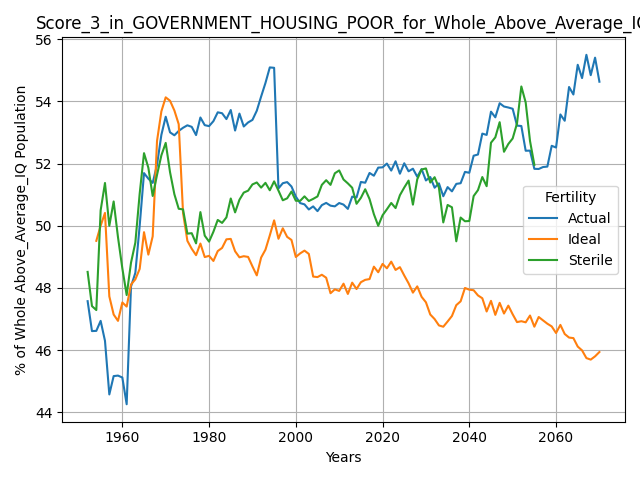 Score_3_in_GOVERNMENT_HOUSING_POOR_for_Whole_Above_Average_IQ
56
54
52
50
48
46
44
% of Whole Above_Average_IQ Population
Fertility
Actual
Ideal
Sterile
1960 1980 2000 2020 2040 2060
Years